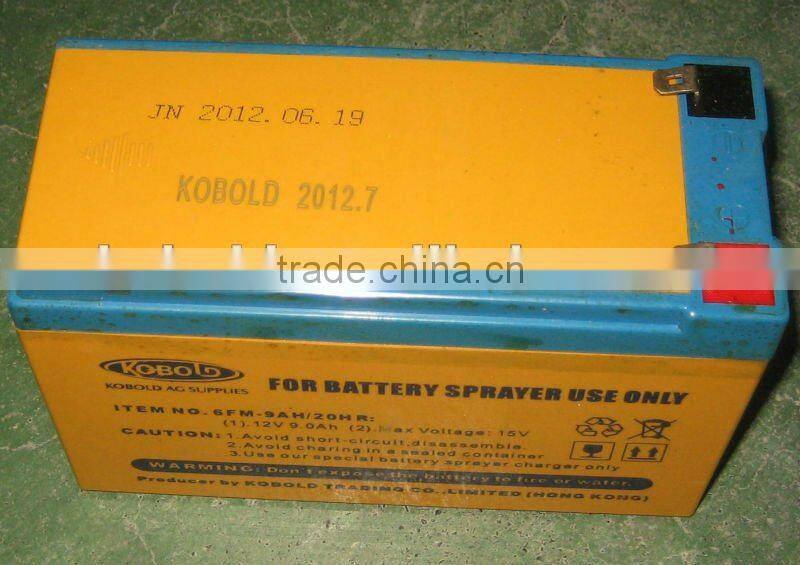 JN 2012.06.19
KOBOLD 2012.7
trade.china.cn
KOBOLD
KOBOLD AG SUPPLIES
FOR BATTERY SPRAYER USE ONLY
ITEM NO. 6FM-9AH/20HR:
(1).12V 9.0Ah (2).Max Voltage: 15V
CAUTION: 1.Avoid short-circuit,disassemble.
2.Avoid charing in a sealed container
3.Use our special battery sprayer charger only
WARNING: Don't expose the battery to fire or water.
Producer by KOBOLD TRADING CO.,LIMITED (HONG KONG)